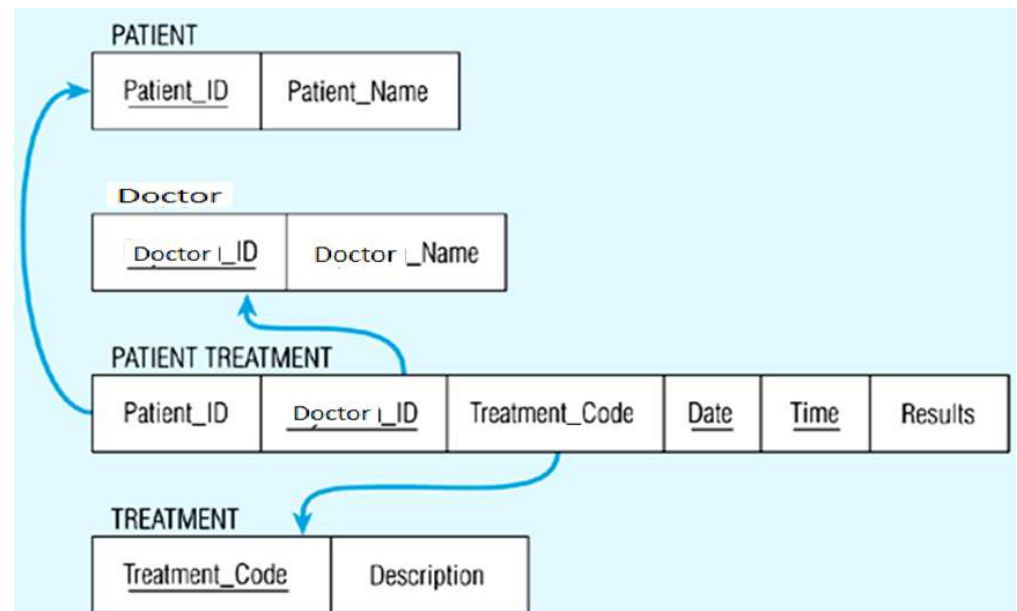 PATIENT
Patient_ID Patient_Name
Doctor
Doctor_ID Doctor_Name
PATIENT TREATMENT
Patient_ID Doctor_ID Treatment_Code Date Time Results
TREATMENT
Treatment_Code Description